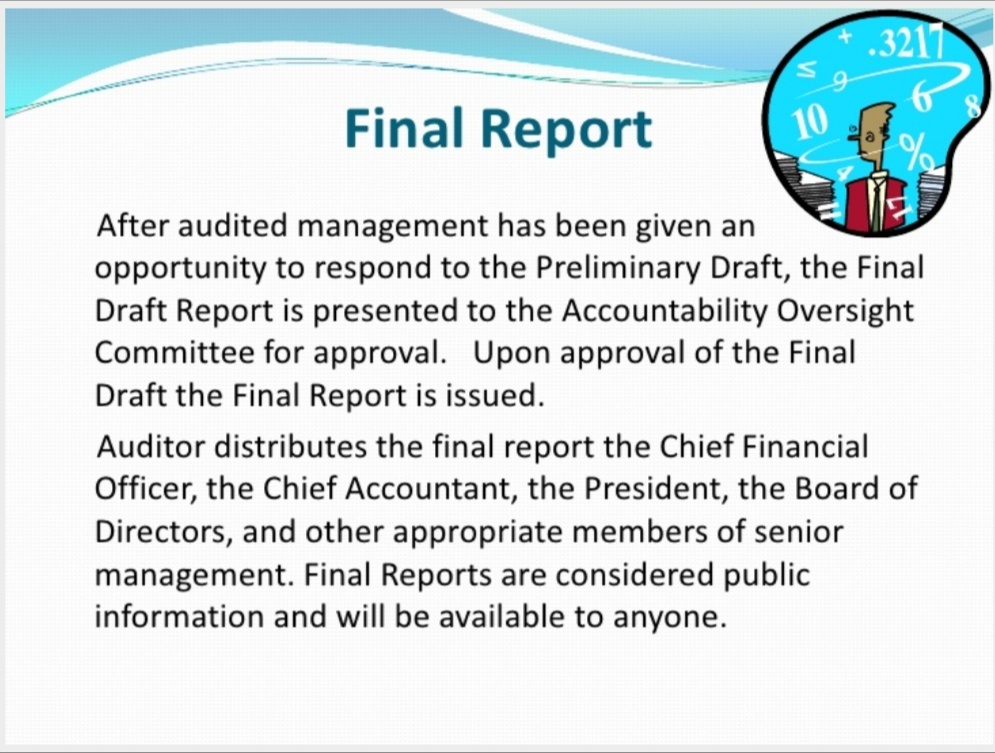 Final Report
.3217
+
≤
9
6
8
10
%
4
11
17
After audited management has been given an
opportunity to respond to the Preliminary Draft, the Final
Draft Report is presented to the Accountability Oversight
Committee for approval.   Upon approval of the Final
Draft the Final Report is issued.
Auditor distributes the final report the Chief Financial
Officer, the Chief Accountant, the President, the Board of
Directors, and other appropriate members of senior
management. Final Reports are considered public
information and will be available to anyone.